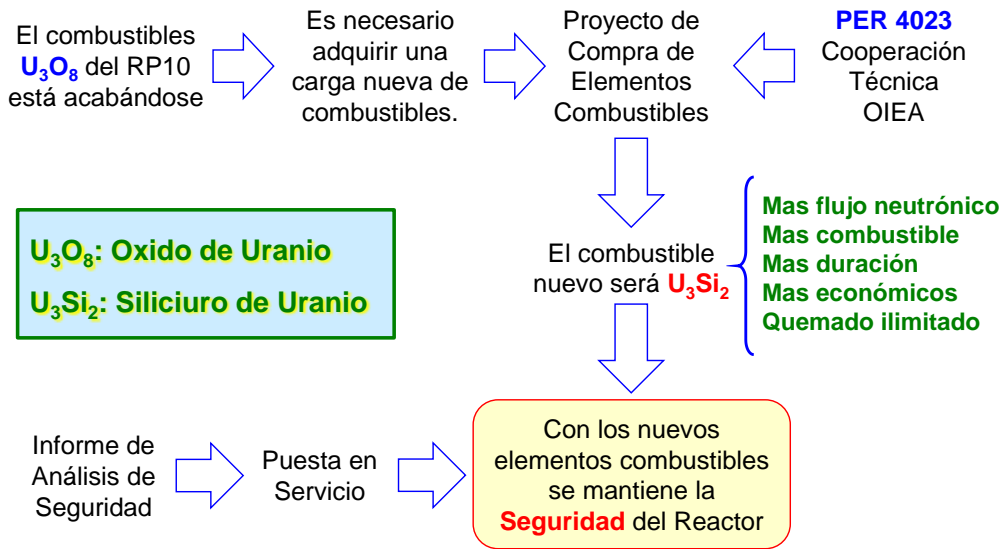 El combustibles
U₃O₈ del RP10
está acabándose
Es necesario
adquirir una
carga nueva de
combustibles.
Proyecto de
Compra de
Elementos
Combustibles
PER 4023
Cooperación
Técnica
OIEA
U₃O₈: Oxido de Uranio
U₃Si₂: Siliciuro de Uranio
El combustible
nuevo será U₃Si₂
Mas flujo neutrónico
Mas combustible
Mas duración
Mas económicos
Quemado ilimitado
Informe de
Análisis de
Seguridad
Puesta en
Servicio
Con los nuevos
elementos combustibles
se mantiene la
Seguridad del Reactor